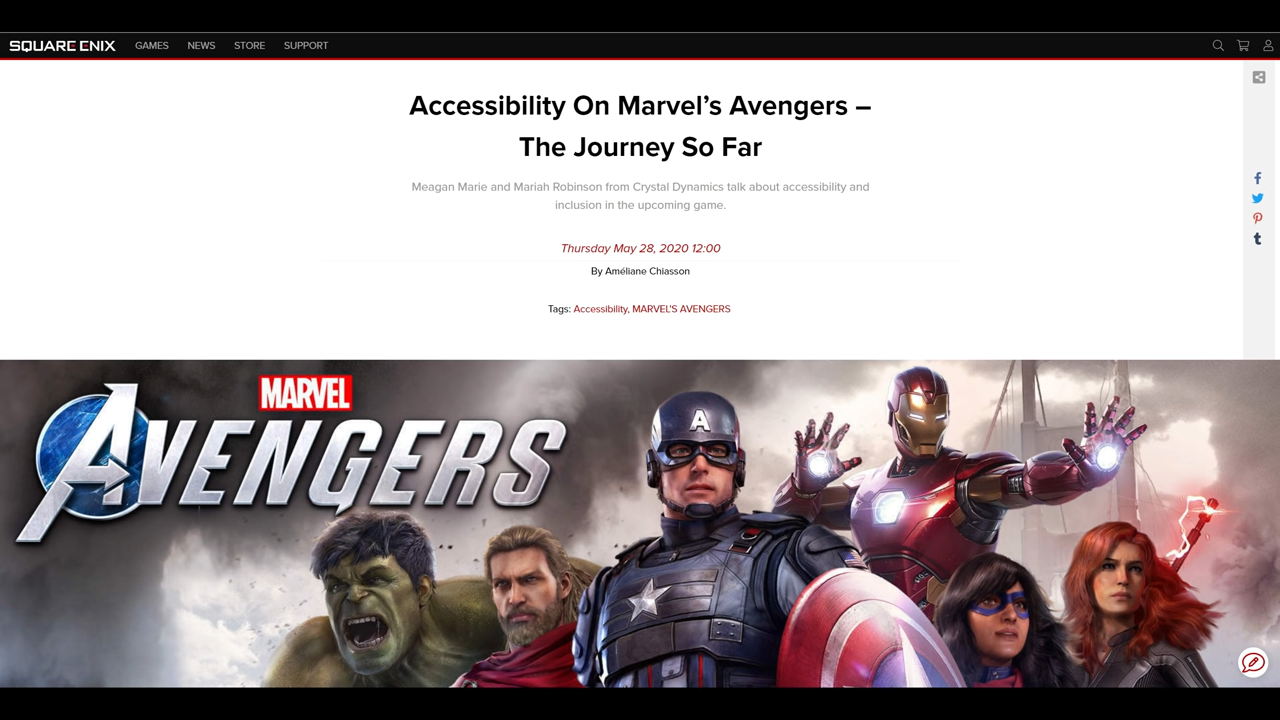 SQUARE ENIX GAMES NEWS STORE SUPPORT
Accessibility On Marvel’s Avengers –
The Journey So Far
Meagan Marie and Mariah Robinson from Crystal Dynamics talk about accessibility and
inclusion in the upcoming game.
Thursday May 28, 2020 12:00
By Améliane Chiasson
Tags: Accessibility, MARVEL'S AVENGERS
MARVEL
AVENGERS
A